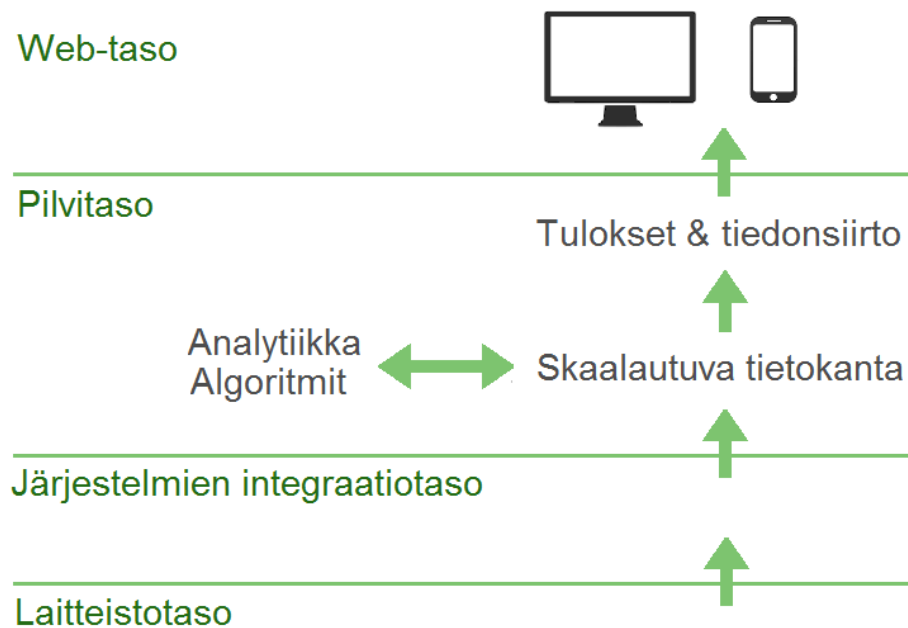 Web-taso
Pilvitaso
Tulokset & tiedonsiirto
Analytiikka
Algoritmit
Skaalautuva tietokanta
Järjestelmien integraatiotaso
Laitteistotaso